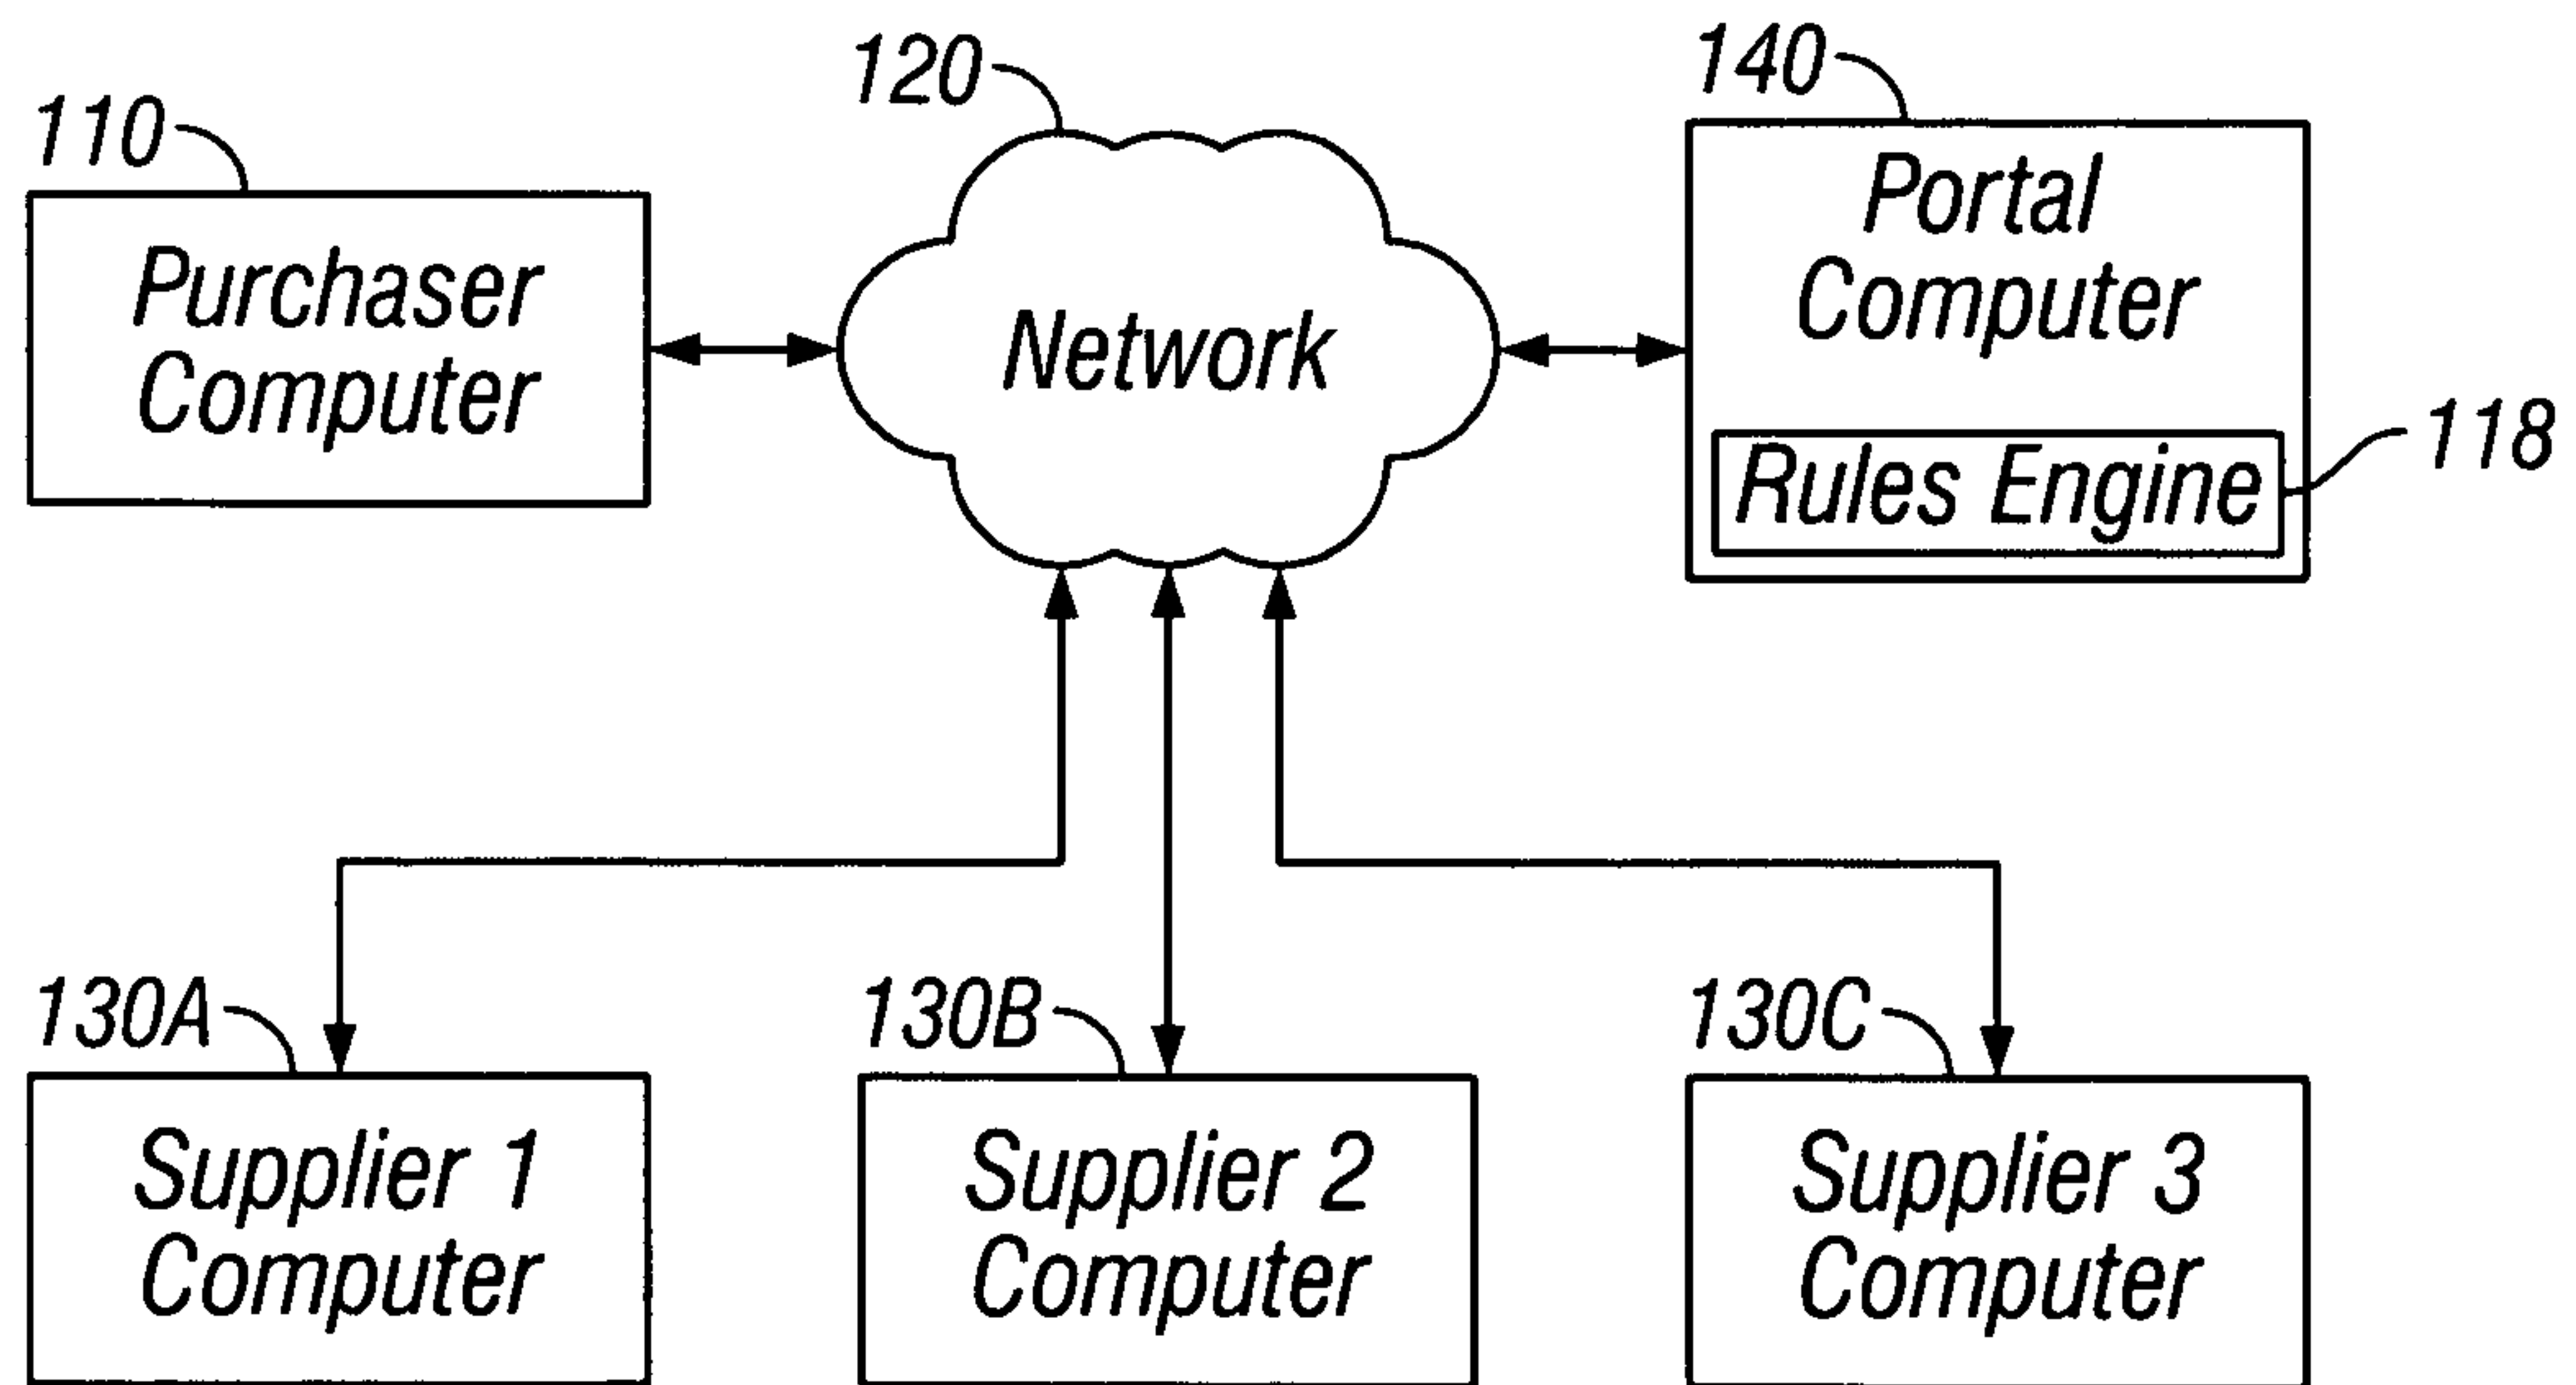 110
Purchaser
Computer
120
Network
140
Portal
Computer
Rules Engine
118
130A
Supplier 1
Computer
130B
Supplier 2
Computer
130C
Supplier 3
Computer